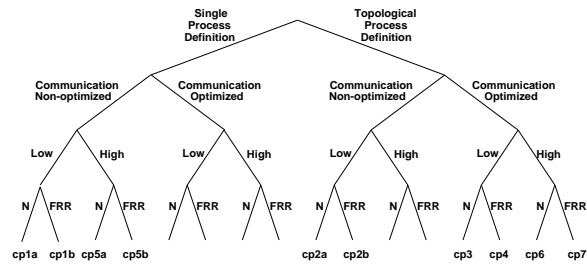 Single Topological
Process Process
Definition Definition
Communication Communication Communication Communication
Non-optimized Optimized Non-optimized Optimized
Low High Low High Low High Low High
N FRR N FRR N FRR N FRR N FRR N FRR N FRR N FRR
cp1a cp1b cp5a cp5b cp2a cp2b cp3 cp4 cp6 cp7